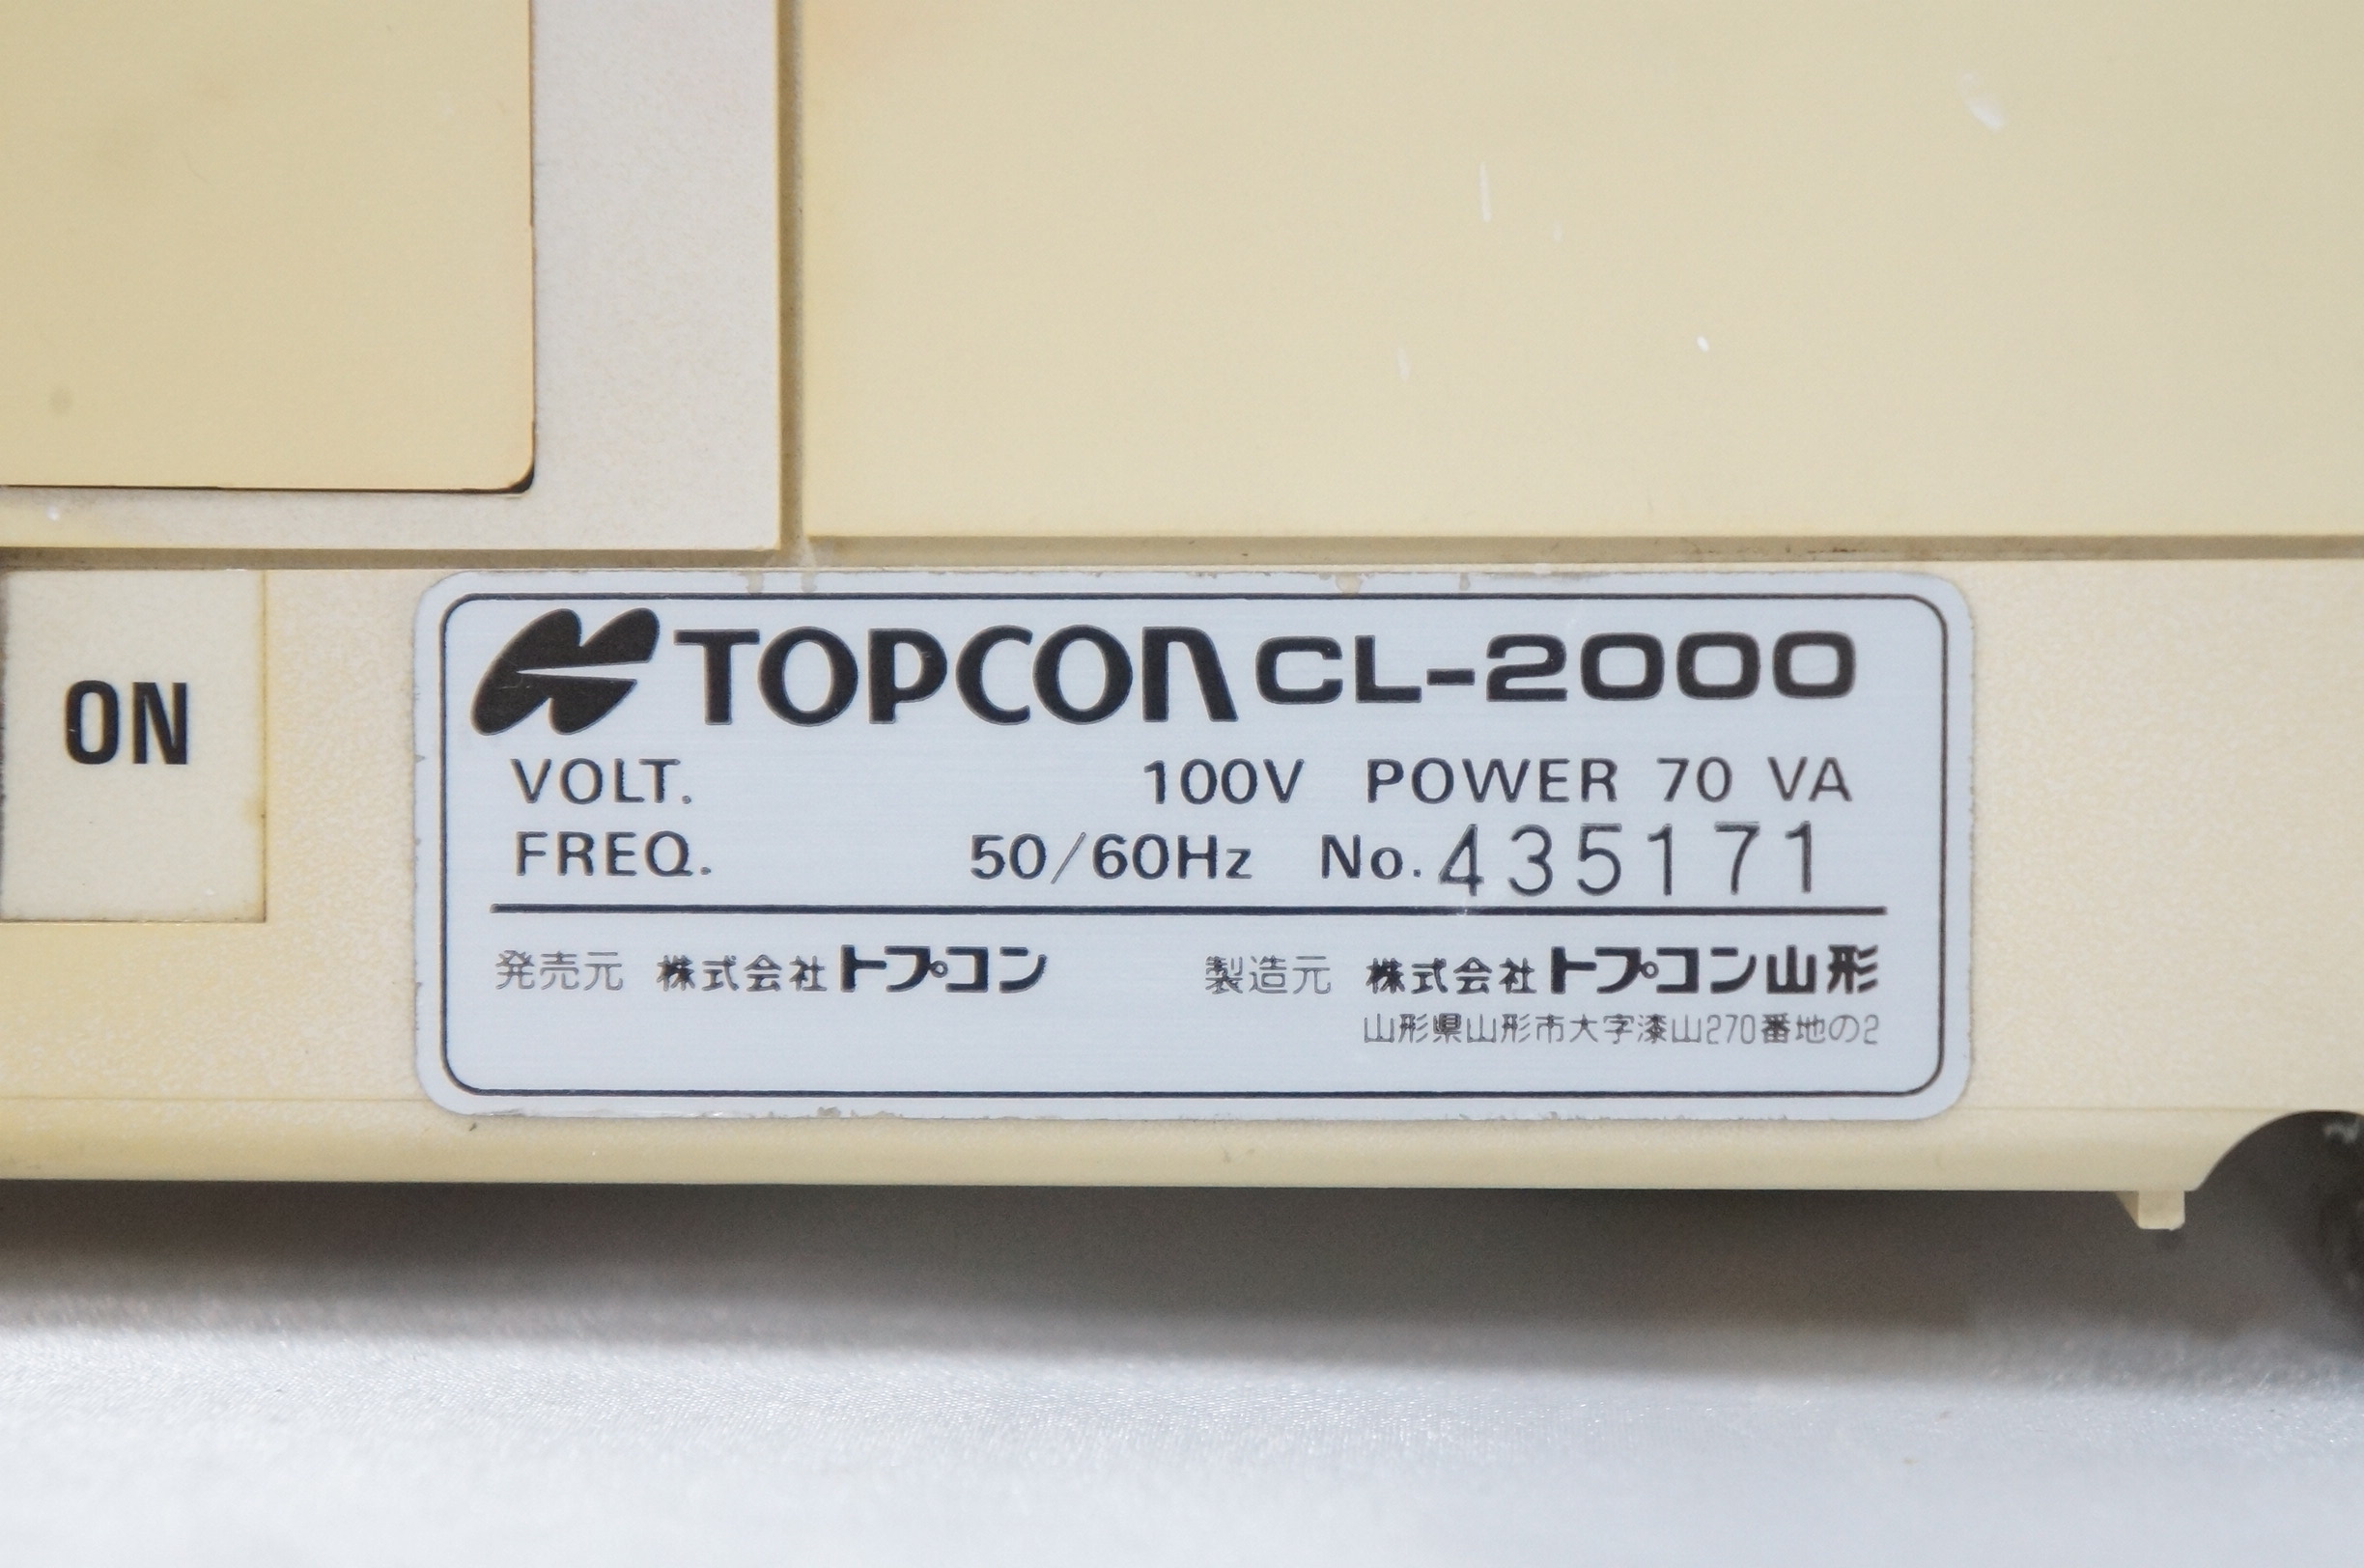 ON
TOPCON CL-2000
VOLT. 100V POWER 70 VA
FREQ. 50/60Hz No. 435171
発売元 株式会社トプコン 製造元 株式会社トプコン山形
山形県山形市大字漆山270番地の2